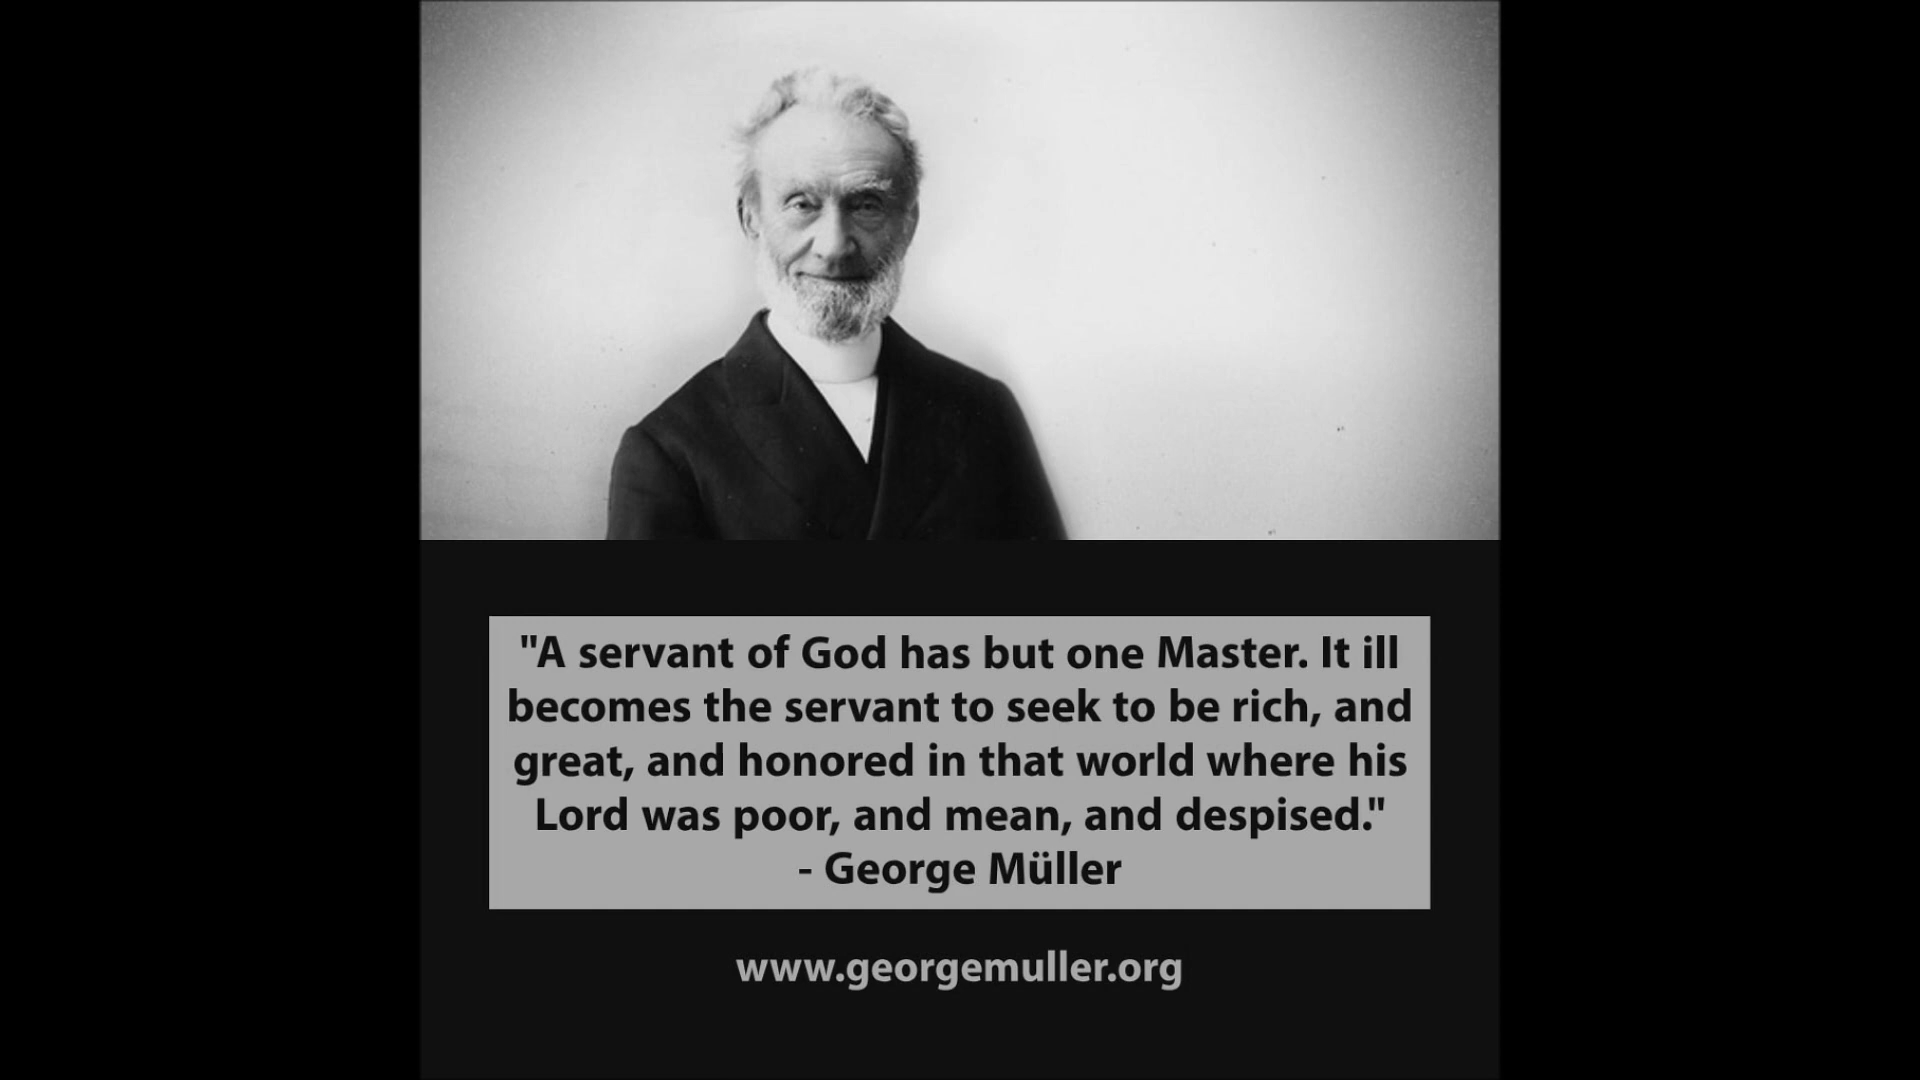 "A servant of God has but one Master. It ill
becomes the servant to seek to be rich, and
great, and honored in that world where his
Lord was poor, and mean, and despised."
- George Müller
www.georgemuller.org